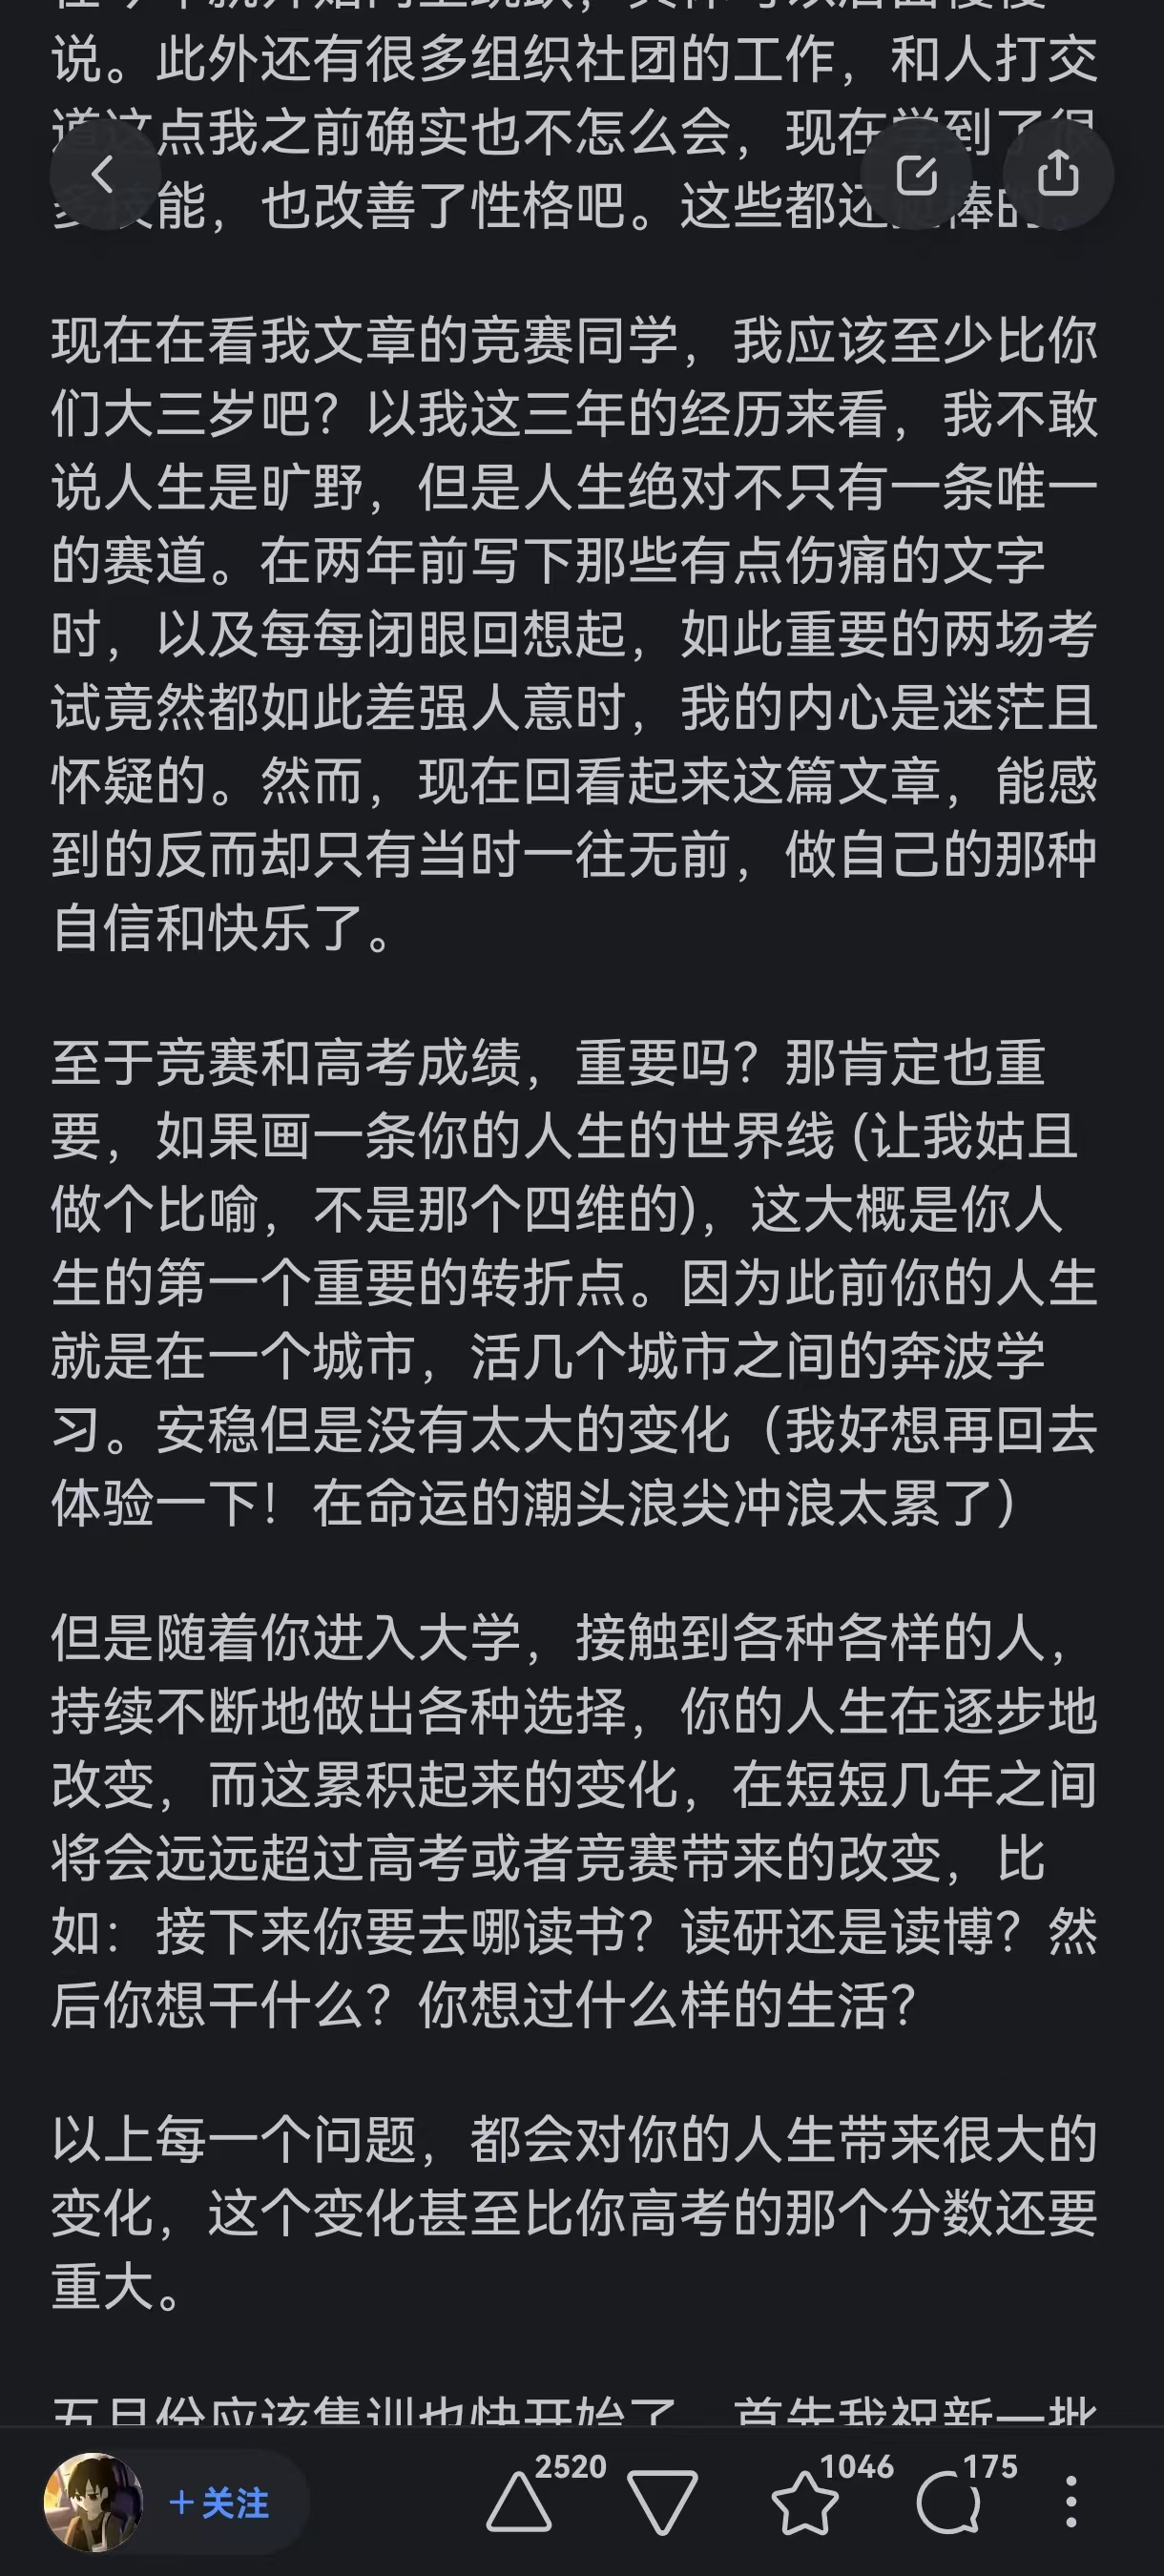 说。此外还有很多组织社团的工作，和人打交
道这点我之前确实也不怎么会，现在学到了很
多技能，也改善了性格吧。这些都还挺棒的。
现在在看我文章的竞赛同学，我应该至少比你
们大三岁吧？以我这三年的经历来看，我不敢
说人生是旷野，但是人生绝对不只有一条唯一
的赛道。在两年前写下那些有点伤痛的文字
时，以及每每闭眼回想起，如此重要的两场考
试竟然都如此差强人意时，我的内心是迷茫且
怀疑的。然而，现在回看起来这篇文章，能感
到的反而却只有当时一往无前，做自己的那种
自信和快乐了。
至于竞赛和高考成绩，重要吗？那肯定也重
要，如果画一条你的人生的世界线 (让我姑且
做个比喻，不是那个四维的)，这大概是你人
生的第一个重要的转折点。因为此前你的人生
就是在一个城市，活几个城市之间的奔波学
习。安稳但是没有太大的变化（我好想再回去
体验一下！在命运的潮头浪尖冲浪太累了）
但是随着你进入大学，接触到各种各样的人，
持续不断地做出各种选择，你的人生在逐步地
改变，而这累积起来的变化，在短短几年之间
将会远远超过高考或者竞赛带来的改变，比
如：接下来你要去哪读书？读研还是读博？然
后你想干什么？你想过什么样的生活？
以上每一个问题，都会对你的人生带来很大的
变化，这个变化甚至比你高考的那个分数还要
重大。
五月份应该集训也快开始了，首先我祝新一批
+ 关注
2520
1046
175